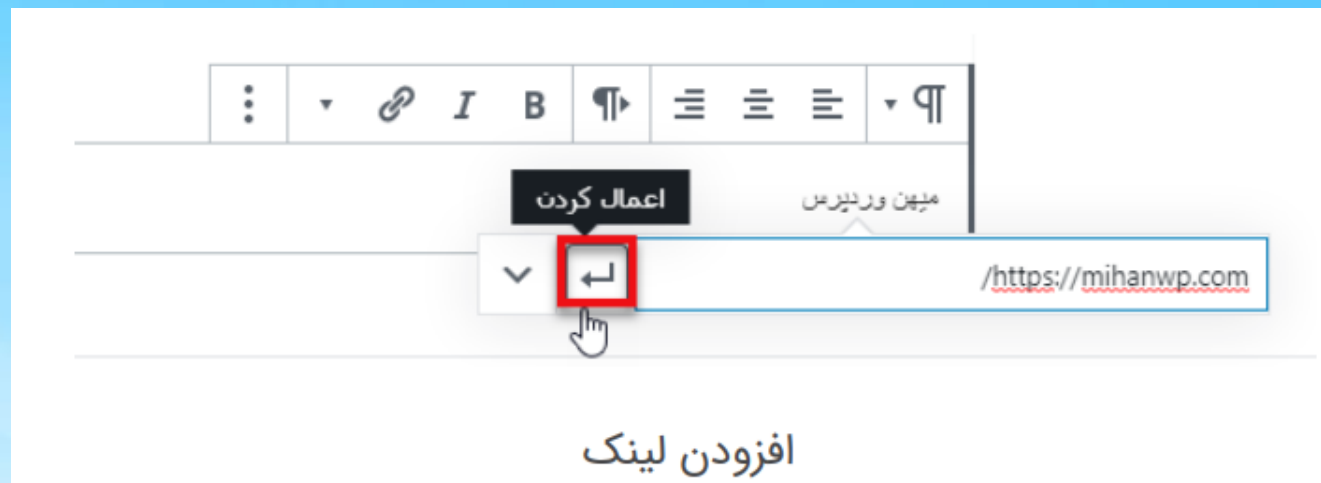 ¶ B I
میهن وردپرس
اعمال کردن
https://mihanwp.com/
افزودن لینک